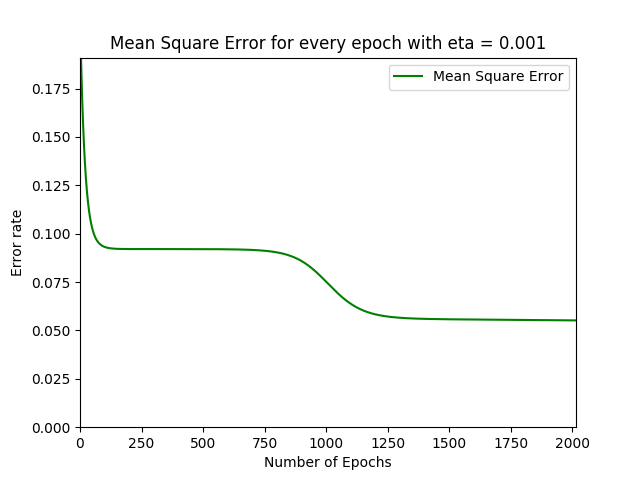 Mean Square Error for every epoch with eta = 0.001
Mean Square Error
Error rate
0.175
0.150
0.125
0.100
0.075
0.050
0.025
0.000
0 250 500 750 1000 1250 1500 1750 2000
Number of Epochs